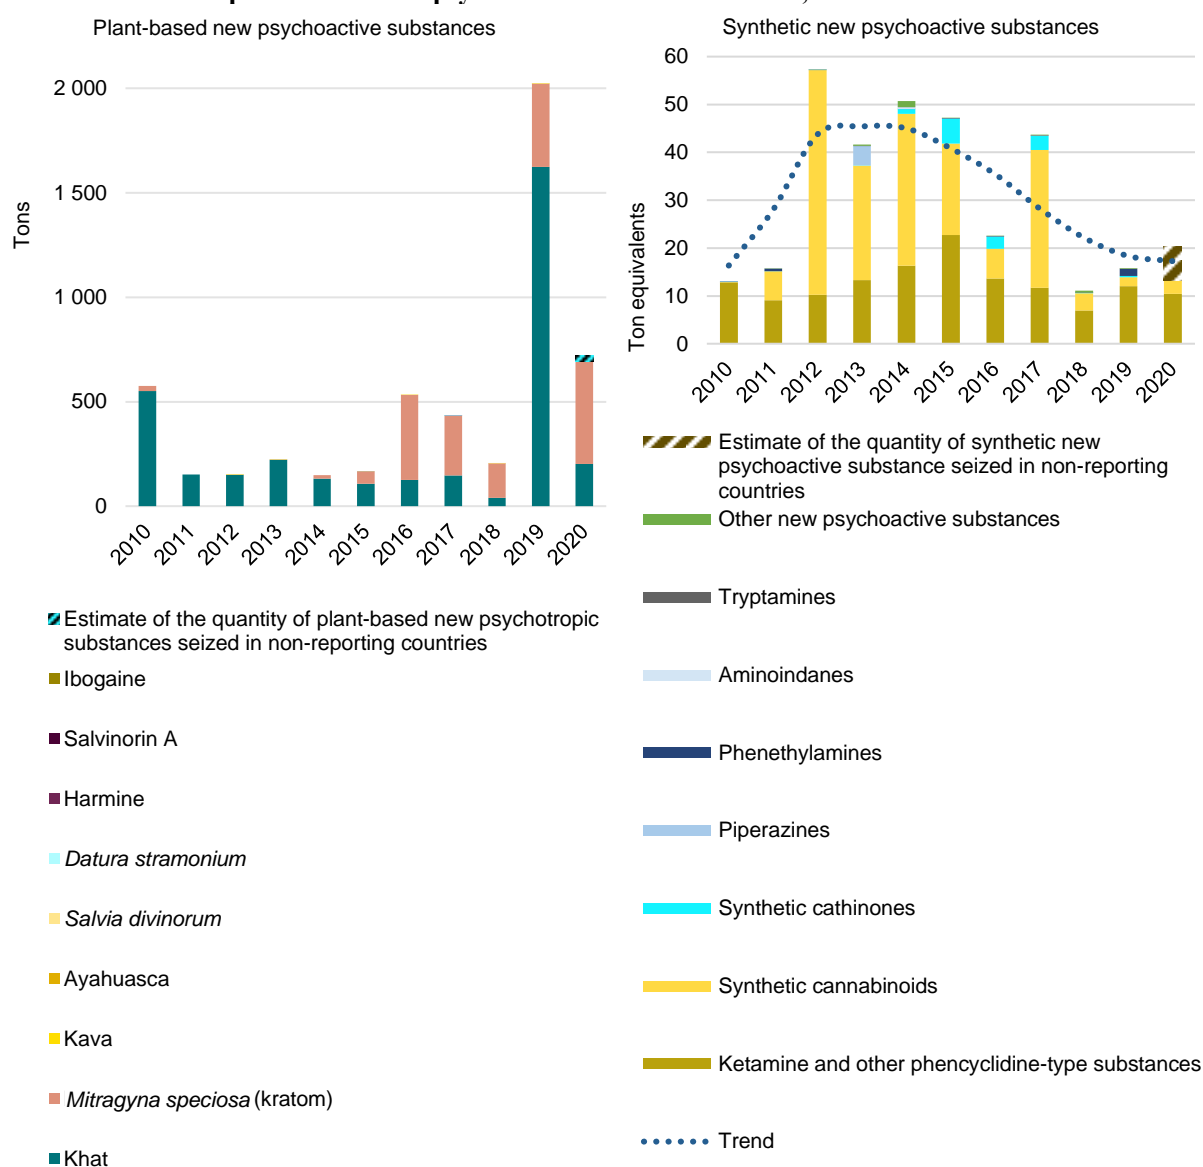 Plant-based new psychoactive substances
Tons
2 000
1 500
1 000
500
0
2010 2011 2012 2013 2014 2015 2016 2017 2018 2019 2020
Estimate of the quantity of plant-based new psychotropic
substances seized in non-reporting countries
Ibogaine
Salvinorin A
Harmine
Datura stramonium
Salvia divinorum
Ayahuasca
Kava
Mitragyna speciosa (kratom)
Khat
Synthetic new psychoactive substances
Ton equivalents
60
50
40
30
20
10
0
2010 2011 2012 2013 2014 2015 2016 2017 2018 2019 2020
Estimate of the quantity of synthetic new
psychoactive substance seized in non-reporting
countries
Other new psychoactive substances
Tryptamines
Aminoindanes
Phenethylamines
Piperazines
Synthetic cathinones
Synthetic cannabinoids
Ketamine and other phencyclidine-type substances
Trend